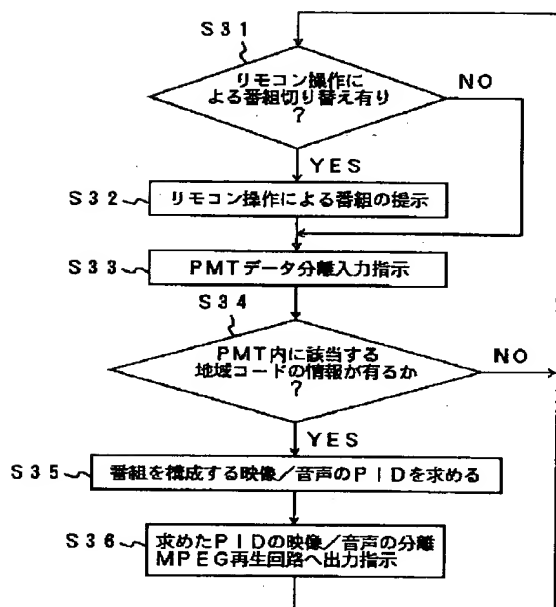 S31
リモコン操作に
よる番組切り替え有り
?
NO
YES
S32
リモコン操作による番組の提示
S33
PMTデータ分離入力指示
S34
PMT内に該当する
地域コードの情報が有るか
?
NO
YES
S35
番組を構成する映像/音声のPIDを求める
S36
求めたPIDの映像/音声の分離
MPEG再生回路へ出力指示